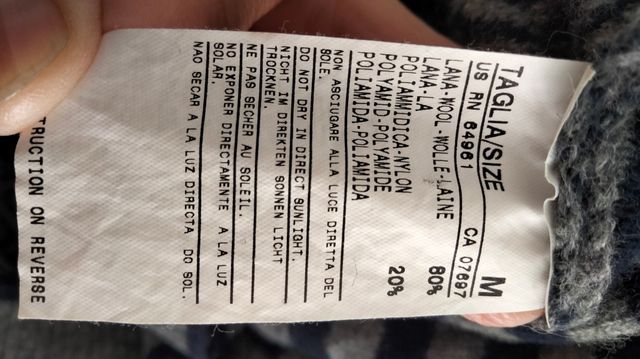 TAGLIA/SIZE M
US RN 64961 CA 07697
LANA-WOOL-WOLLE-LAINE
LANA-LA 80%
POLIAMMIDICA-NYLON
POLYAMID-POLYAMIDE
POLIAMIDA-POLIAMIDA 20%
NON ASCIUGARE ALLA LUCE DIRETTA DEL
SOLE.
DO NOT DRY IN DIRECT SUNLIGHT.
NICHT IM DIREKTEN SONNEN LICHT
TROCKNEN.
NE PAS SECHER AU SOLEIL.
NO EXPONER DIRECTAMENTE A LA LUZ
SOLAR.
NAO SECAR A LA LUZ DIRECTA DO SOL.
TRUCTION ON REVERSE